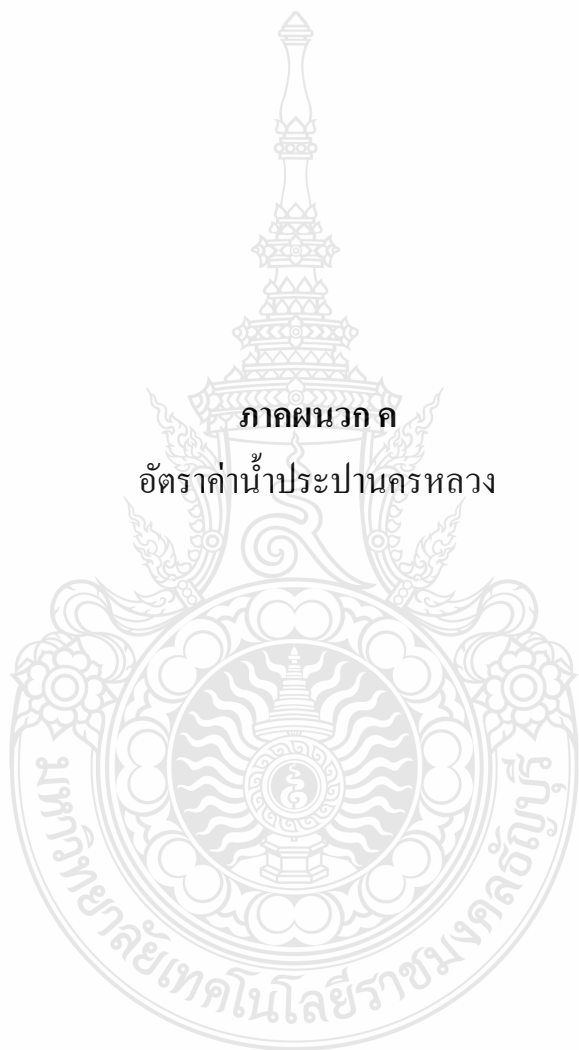 ภาคผนวก ค
อัตราค่าน้ำประปานครหลวง
มหาวิทยาลัยเทคโนโลยีราชมงคลธัญบุรี